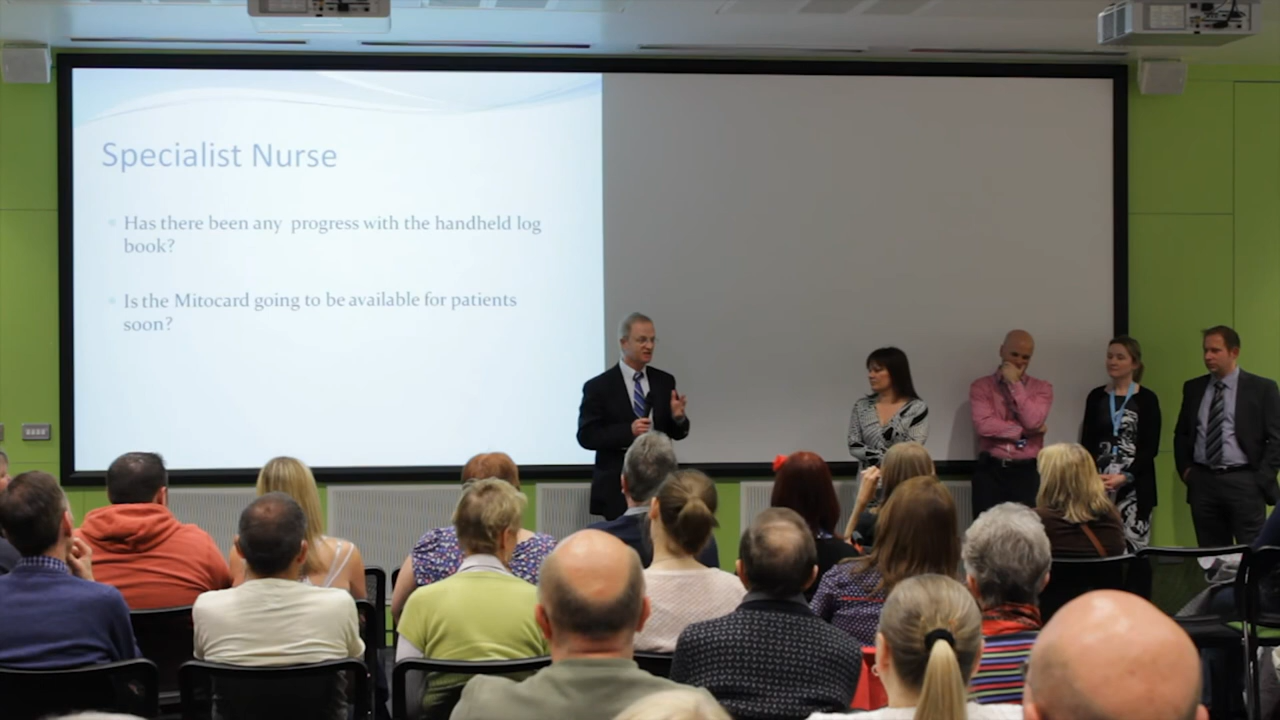 Specialist Nurse
Has there been any progress with the handheld log
book?
Is the Mitocard going to be available for patients
soon?